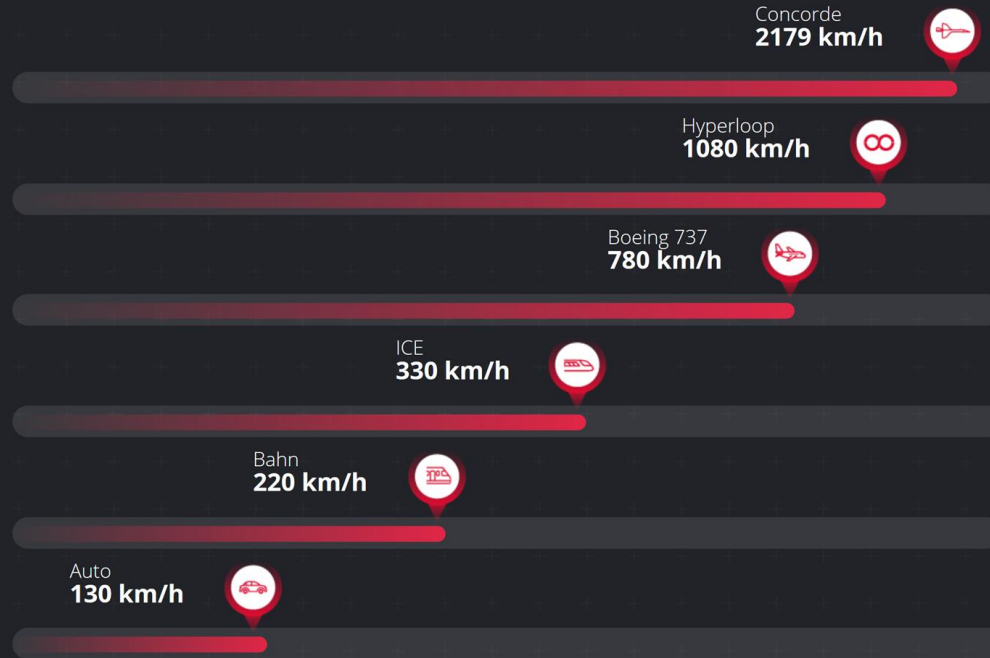 Concorde
2179 km/h
Hyperloop
1080 km/h
Boeing 737
780 km/h
ICE
330 km/h
Bahn
220 km/h
Auto
130 km/h